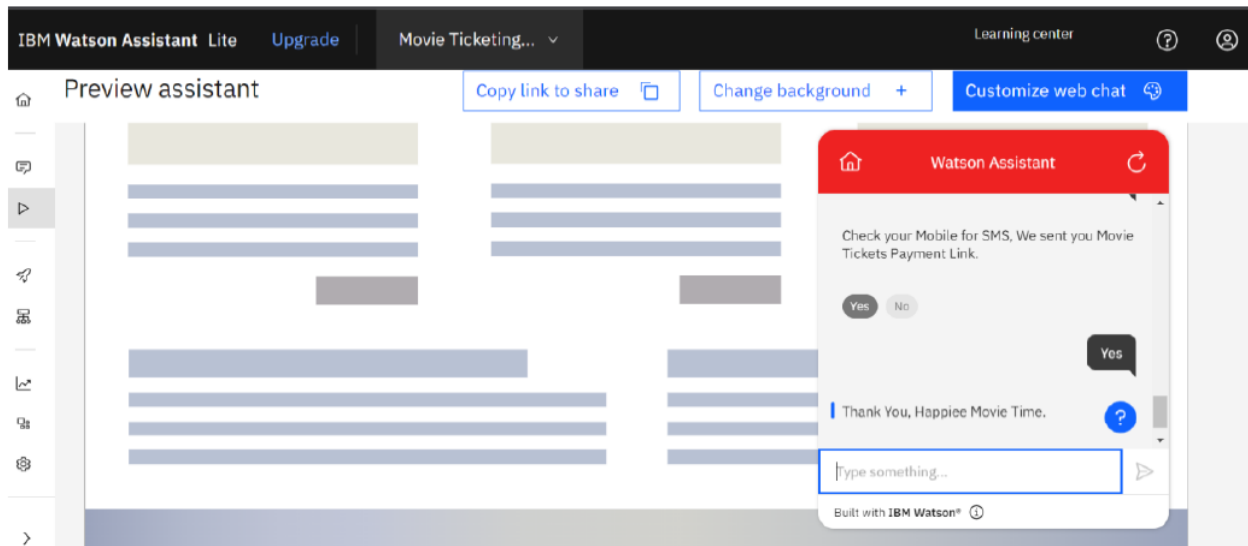 IBM Watson Assistant Lite Upgrade Movie Ticketing... Learning center
Preview assistant Copy link to share Change background + Customize web chat
Watson Assistant
Check your Mobile for SMS, We sent you Movie
Tickets Payment Link.
Yes No
Yes
Thank You, Happiee Movie Time.
?
Type something...
Built with IBM Watson®